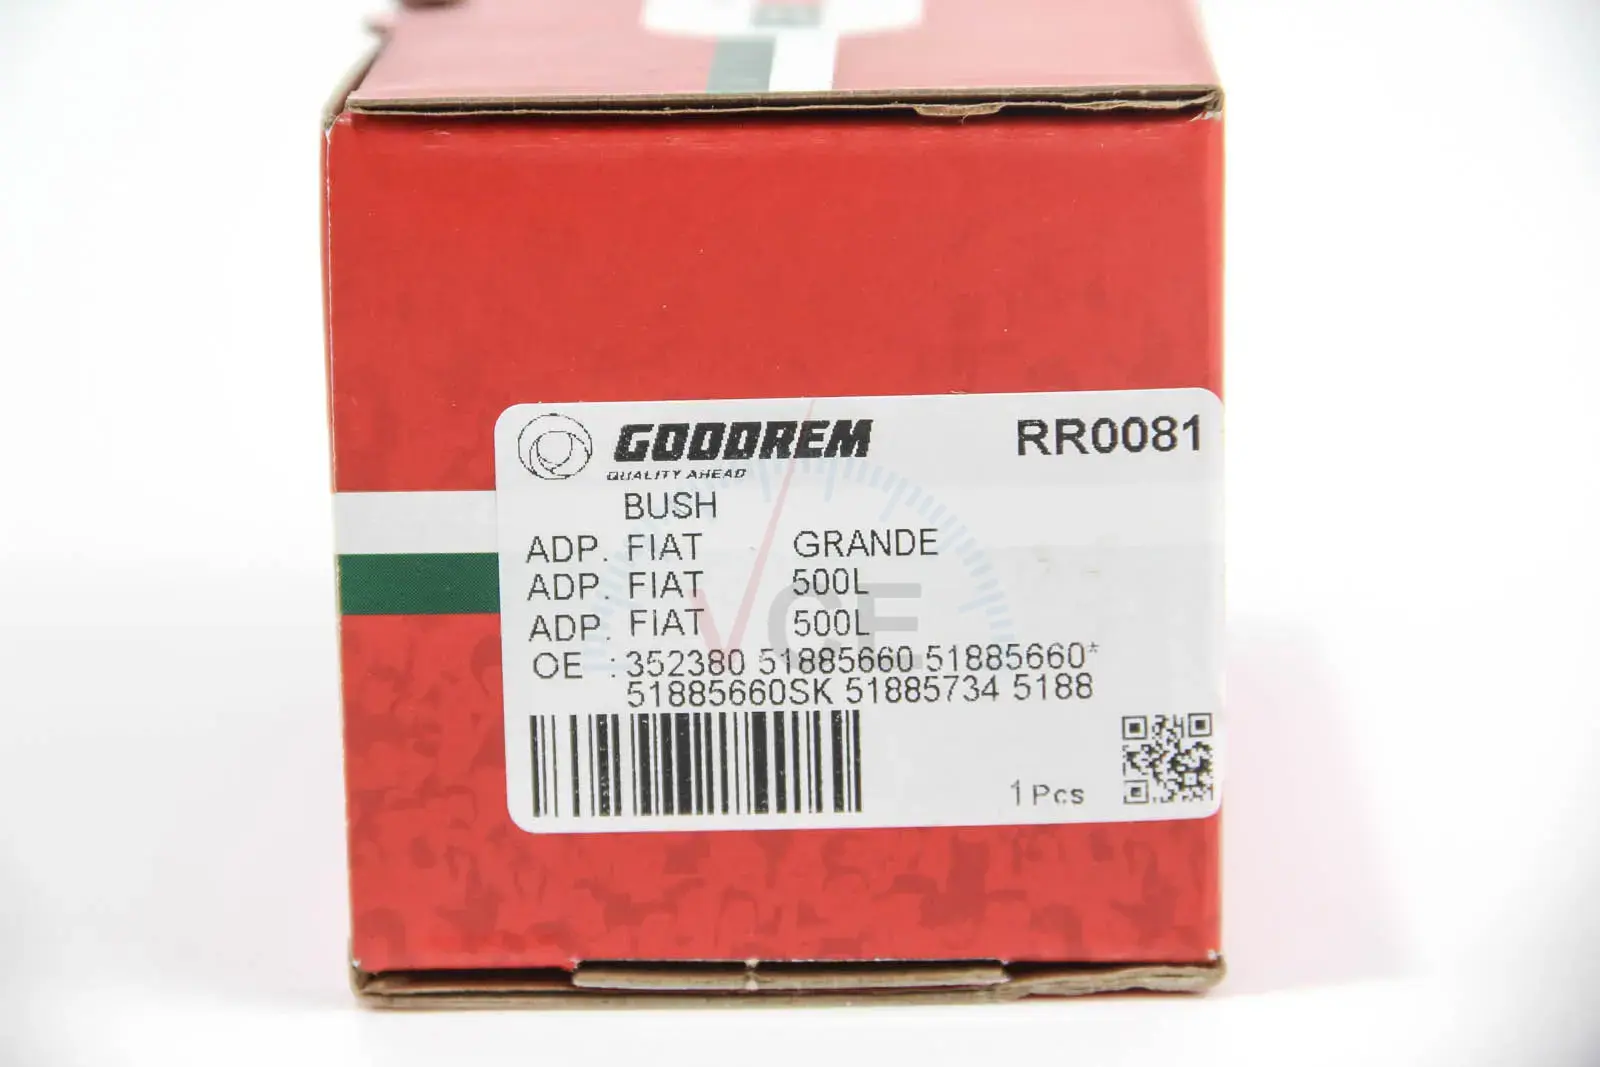 GOODREM RR0081
QUALITY AHEAD
BUSH
ADP. FIAT GRANDE
ADP. FIAT 500L
ADP. FIAT 500L
OE : 352380 51885660 51885660*
51885660SK 51885734 5188
1 Pcs
VCE